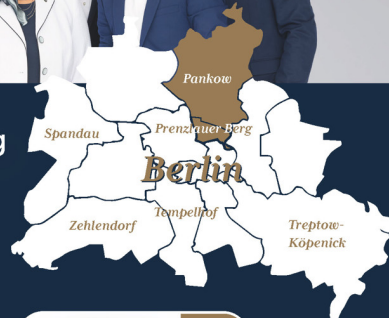 Pankow
Spandau
Prenzlauer Berg
g
Berlin
Tempelhof
Zehlendorf
Treptow-
Köpenick